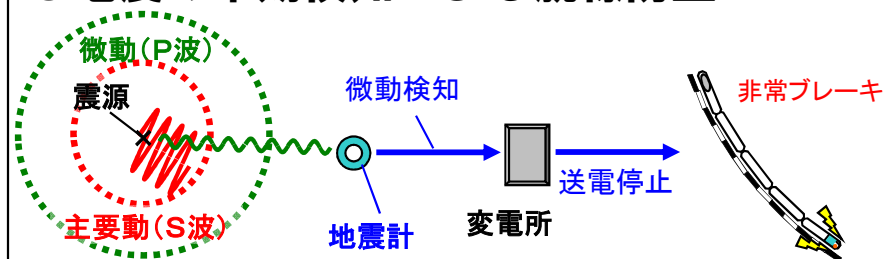 微動(P波)
震源
主要動(S波)
微動検知
地震計
変電所
送電停止
非常ブレーキ